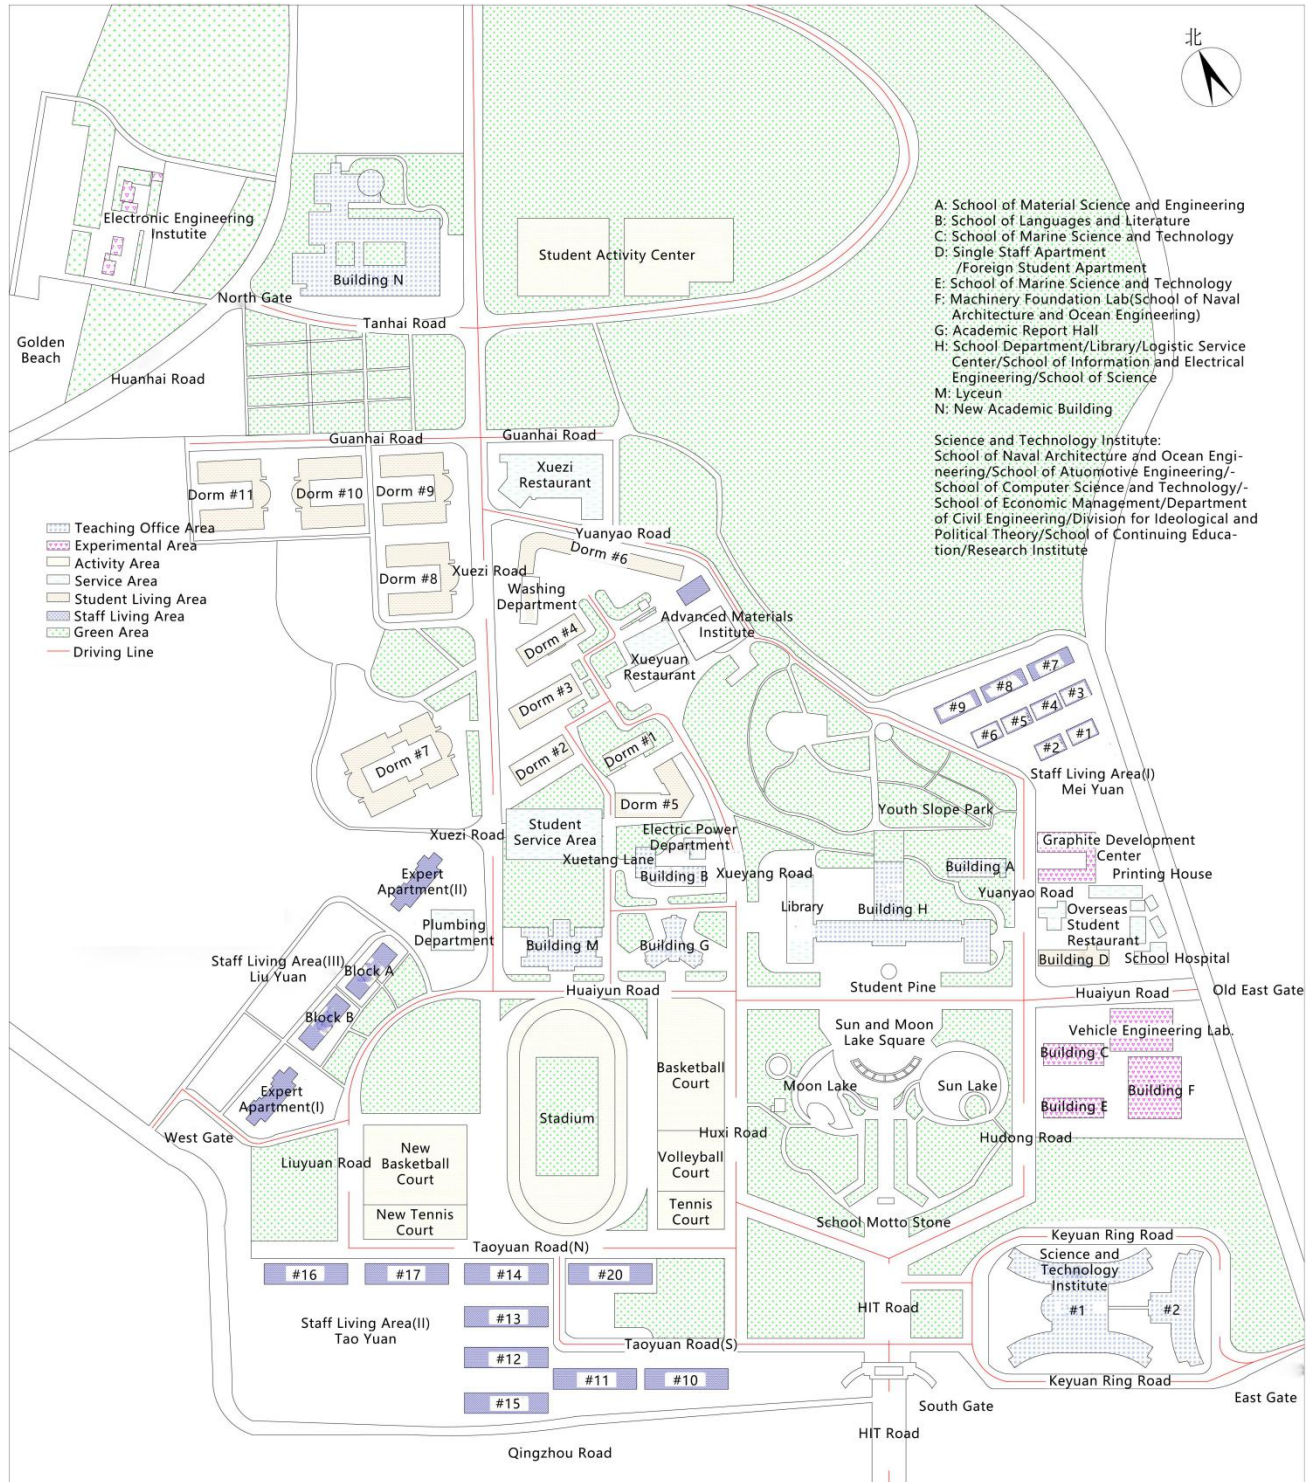 北
A: School of Material Science and Engineering
B: School of Languages and Literature
C: School of Marine Science and Technology
D: Single Staff Apartment
/Foreign Student Apartment
E: School of Marine Science and Technology
F: Machinery Foundation Lab(School of Naval
Architecture and Ocean Engineering)
G: Academic Report Hall
H: School Department/Library/Logistic Service
Center/School of Information and Electrical
Engineering/School of Science
M: Lyceun
N: New Academic Building
Science and Technology Institute:
School of Naval Architecture and Ocean Engi-
neering/School of Atuomotive Engineering/-
School of Computer Science and Technology/-
School of Economic Management/Department
of Civil Engineering/Division for Ideological and
Political Theory/School of Continuing Educa-
tion/Research Institute
Electronic Engineering
Instutite
Building N
Student Activity Center
North Gate
Tanhai Road
Golden
Beach
Huanhai Road
Guanhai Road
Guanhai Road
Xuezi
Restaurant
Dorm #11
Dorm #10
Dorm #9
Teaching Office Area
Experimental Area
Activity Area
Service Area
Student Living Area
Staff Living Area
Green Area
Driving Line
Yuanyao Road
Dorm #6
Dorm #8
Xuezi Road
Washing
Department
Advanced Materials
Institute
Dorm #4
Xueyuan
Restaurant
Dorm #3
Dorm #2
Dorm #1
Dorm #7
Dorm #5
#7
#8
#9
#3
#4
#5
#6
#1
#2
Staff Living Area(I)
Mei Yuan
Youth Slope Park
Xuezi Road
Student
Service Area
Electric Power
Department
Xuetang Lane
Building B
Xueyang Road
Building A
Graphite Development
Center
Printing House
Yuanyao Road
Expert
Apartment(II)
Plumbing
Department
Library
Building H
Overseas
Student
Restaurant
Building M
Building G
Building D
School Hospital
Staff Living Area(III)
Liu Yuan
Block A
Block B
Huaiyun Road
Student Pine
Huaiyun Road
Old East Gate
Sun and Moon
Lake Square
Vehicle Engineering Lab.
Building C
Basketball
Court
Moon Lake
Sun Lake
Building F
Expert
Apartment(I)
Stadium
Building E
West Gate
Huxi Road
Hudong Road
Liuyuan Road
New
Basketball
Court
Volleyball
Court
New Tennis
Court
Tennis
Court
School Motto Stone
Taoyuan Road(N)
Keyuan Ring Road
Science and
Technology
Institute
#1
#2
#16
#17
#14
#20
#13
Staff Living Area(II)
Tao Yuan
HIT Road
Taoyuan Road(S)
#12
#11
#10
#15
Keyuan Ring Road
South Gate
East Gate
HIT Road
Qingzhou Road